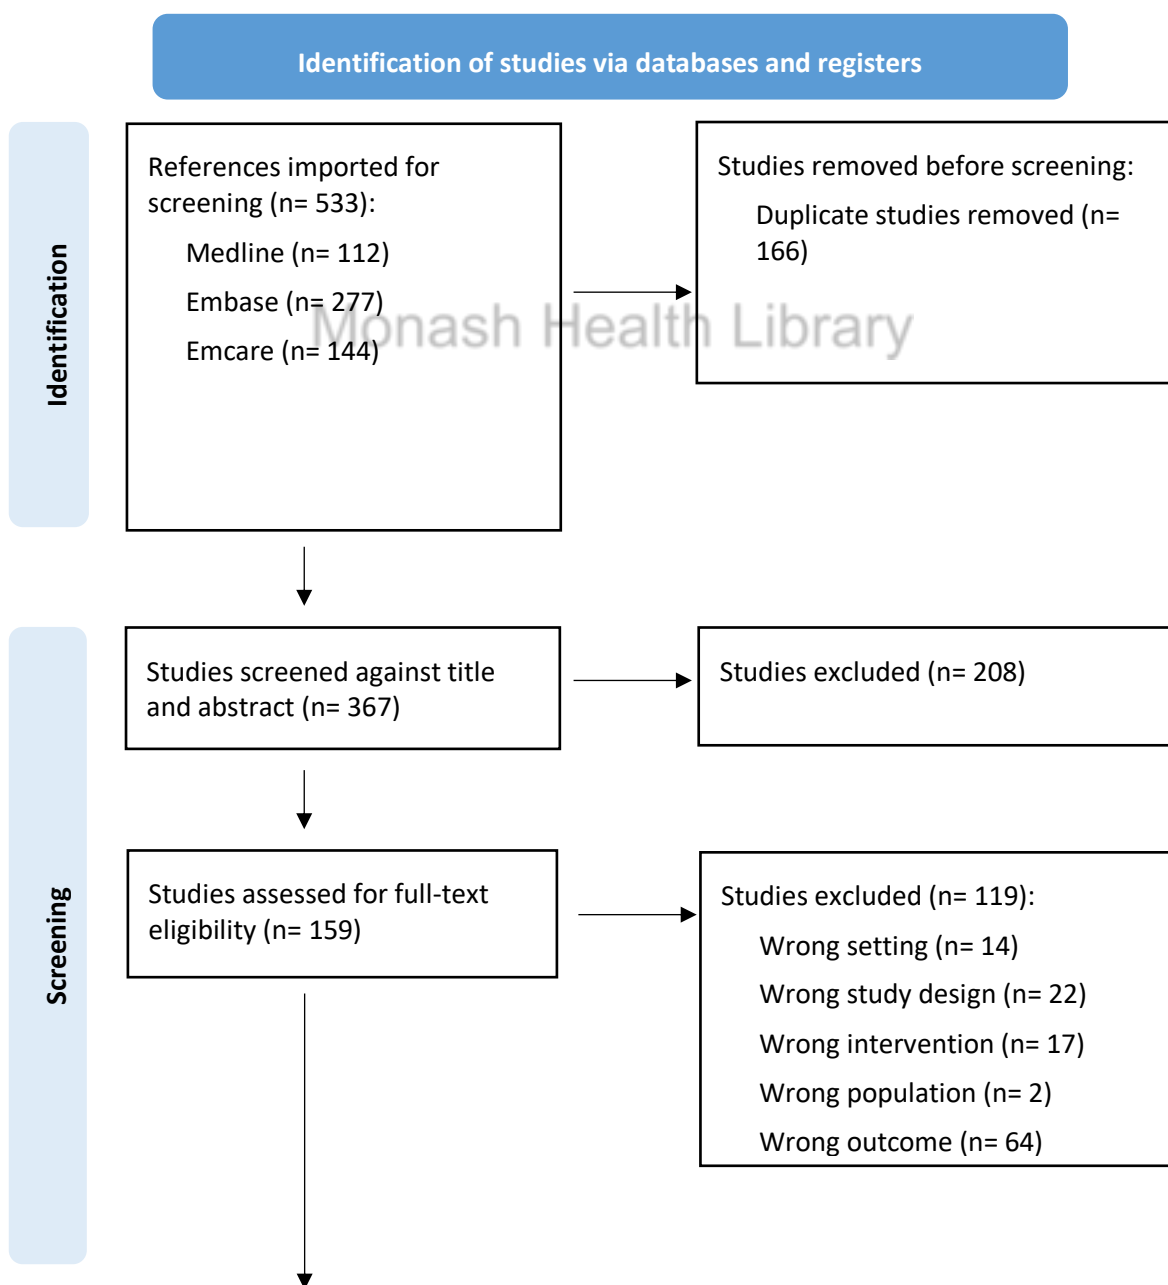 Identification of studies via databases and registers
Identification
References imported for
screening (n= 533):
Medline (n= 112)
Embase (n= 277)
Emcare (n= 144)
Studies removed before screening:
Duplicate studies removed (n=
166)
Monash Health Library
Screening
Studies screened against title
and abstract (n= 367)
Studies excluded (n= 208)
Studies assessed for full-text
eligibility (n= 159)
Studies excluded (n= 119):
Wrong setting (n= 14)
Wrong study design (n= 22)
Wrong intervention (n= 17)
Wrong population (n= 2)
Wrong outcome (n= 64)